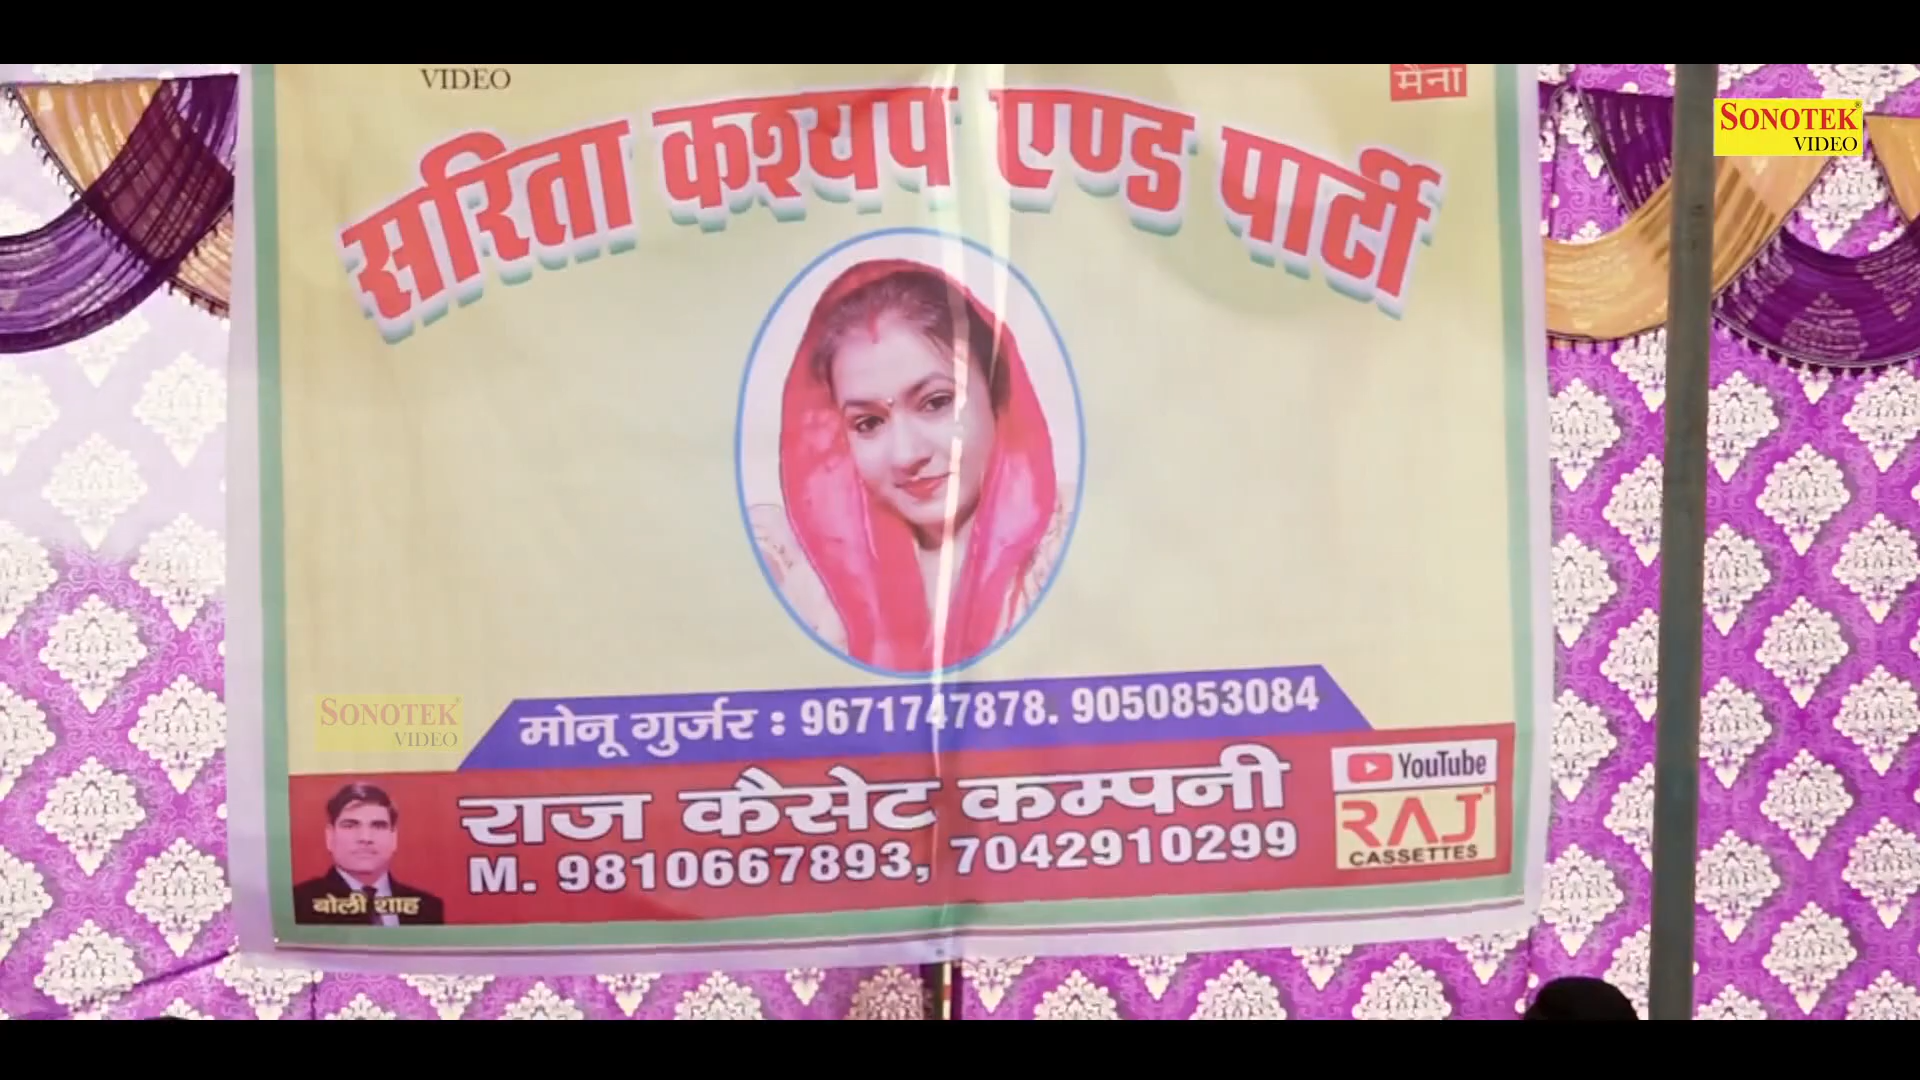 VIDEO
मैना
SONOTEK
VIDEO
सरिता कश्यप एण्ड पार्टी
SONOTEK
VIDEO
मोनू गुर्जर : 9671747878. 9050853084
राज कैसेट कम्पनी
M. 9810667893, 7042910299
YouTube
RAJ
CASSETTES
बोली शाह